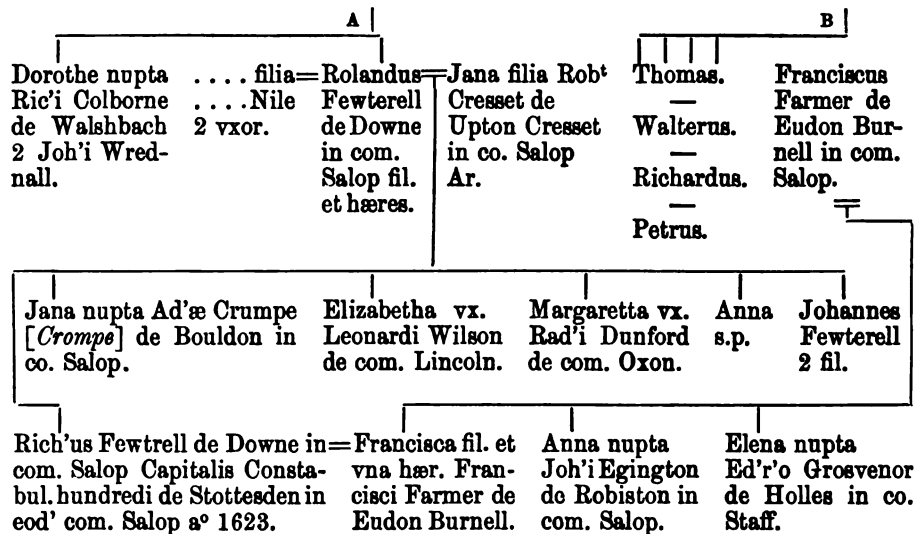 A
B
Dorothe nupta
Ric'i Colborne
de Walshbach
2 Joh'i Wred-
nall.
. . . . filia=
. . . . Nile
2 vxor.
Rolandus
Fewterell
de Downe
in com.
Salop fil.
et hæres.
Jana filia Robᵗ
Cresset de
Upton Cresset
in co. Salop
Ar.
Thomas.
—
Walterus.
—
Richardus.
—
Petrus.
Franciscus
Farmer de
Eudon Bur-
nell in com.
Salop.
Jana nupta Ad'æ Crumpe
[Crompe] de Bouldon in
co. Salop.
Elizabetha vx.
Leonardi Wilson
de com. Lincoln.
Margaretta vx.
Rad'i Dunford
de com. Oxon.
Anna
s.p.
Johannes
Fewterell
2 fil.
Rich'us Fewtrell de Downe in=
com. Salop Capitalis Consta-
bul. hundredi de Stottesden in
eod' com. Salop aº 1623.
Francisca fil. et
vna hær. Fran-
cisci Farmer de
Eudon Burnell.
Anna nupta
Joh'i Egington
de Robiston in
com. Salop.
Elena nupta
Ed'r'o Grosvenor
de Holles in co.
Staff.